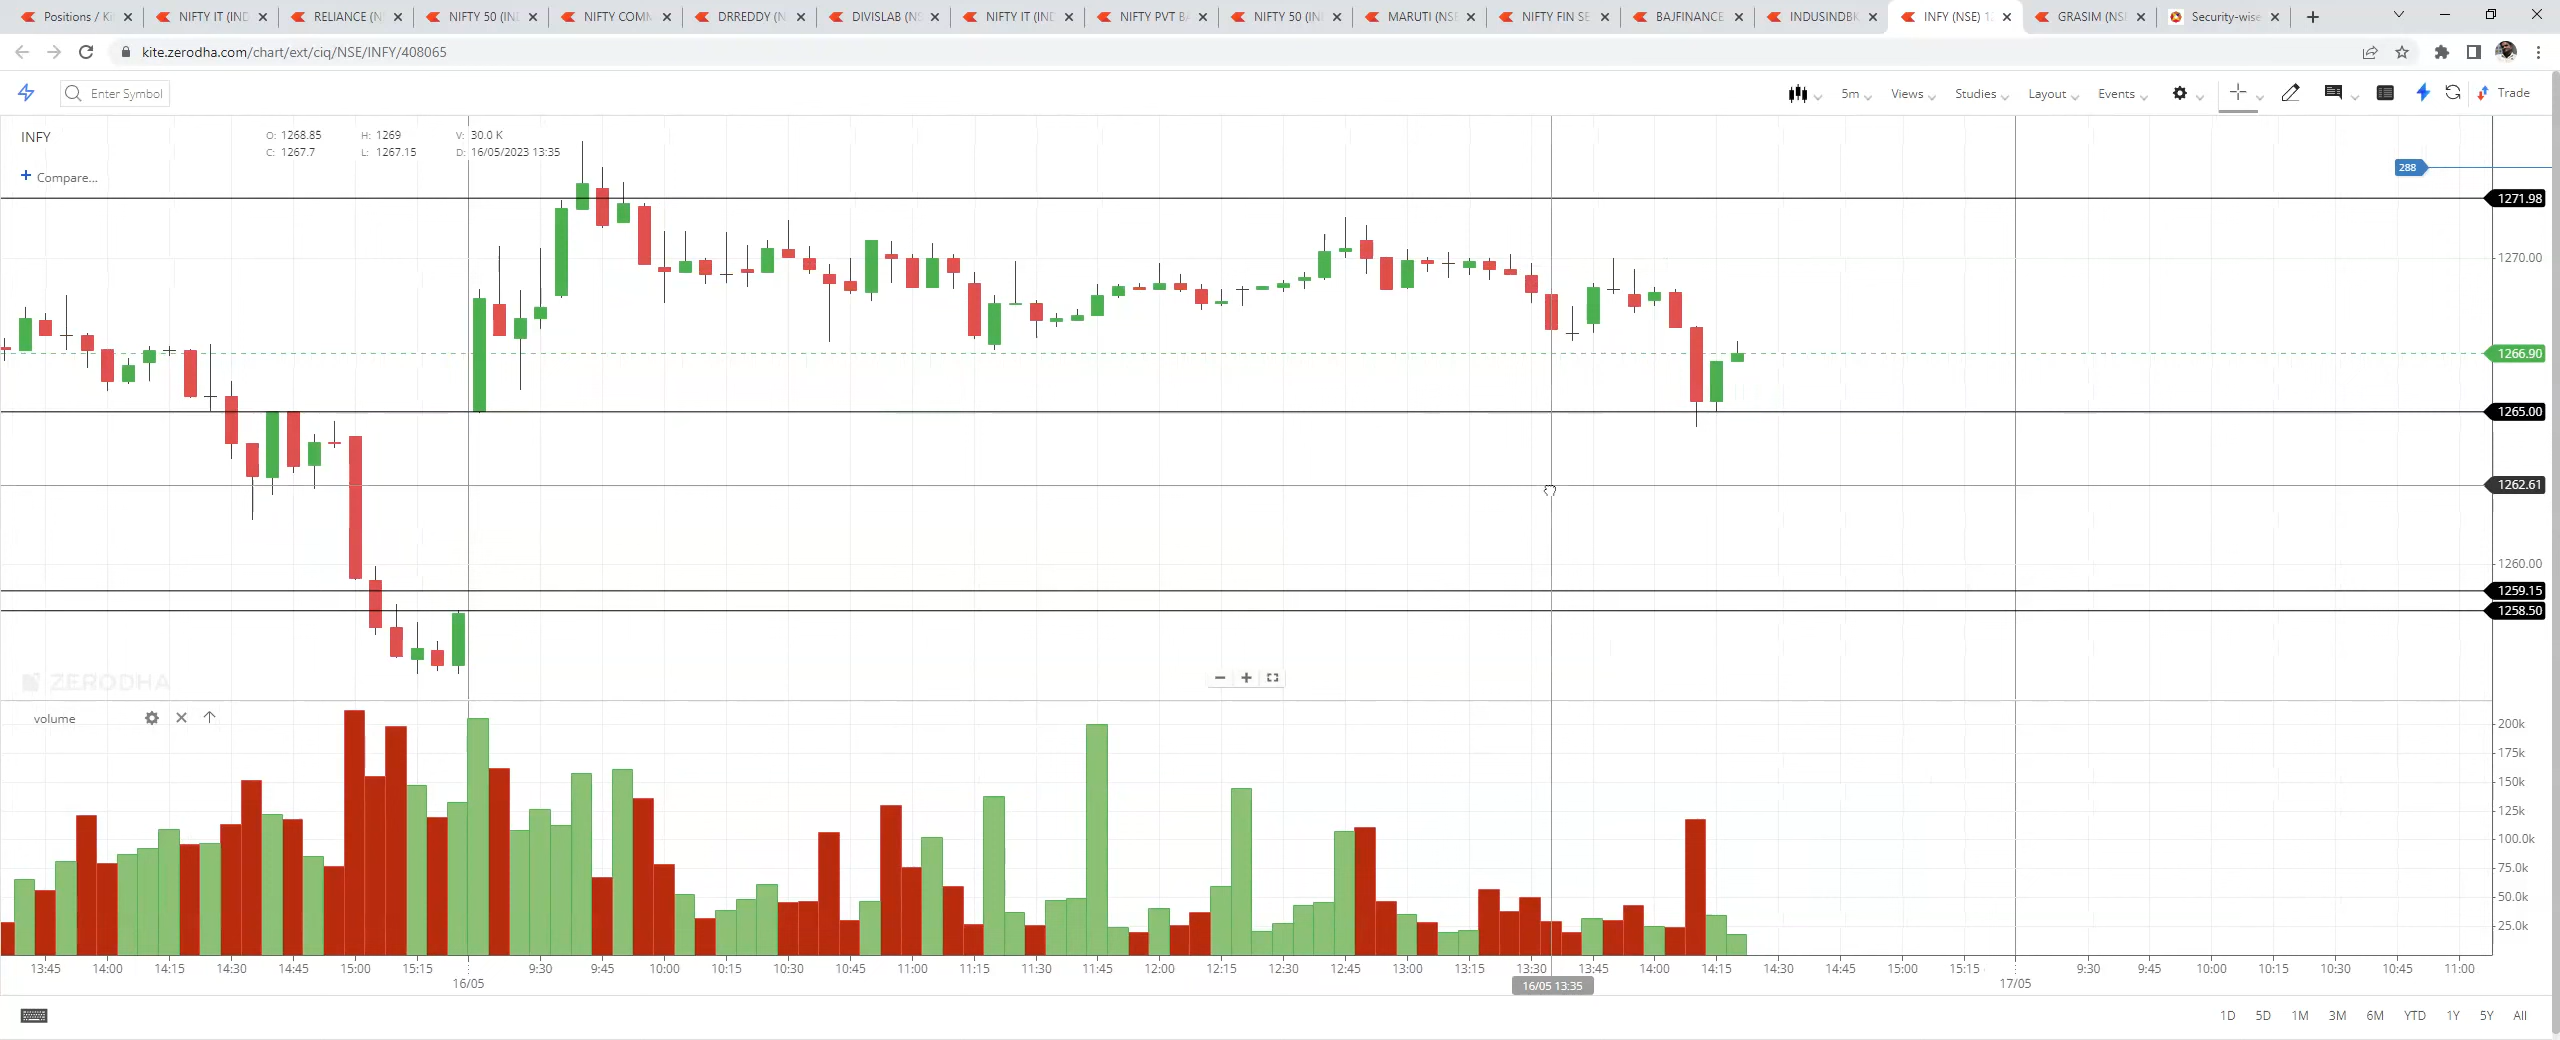 Positions / Ki
NIFTY IT (IND
RELIANCE (N
NIFTY 50 (IN
NIFTY COMM
DRREDDY (N
DIVISLAB (NS
NIFTY IT (IND
NIFTY PVT BA
NIFTY 50 (IN
MARUTI (NSE
NIFTY FIN SE
BAJFINANCE
INDUSINDBK
INFY (NSE) 12
GRASIM (NSE
Security-wise
kite.zerodha.com/chart/ext/ciq/NSE/INFY/408065
Enter Symbol
5m
Views
Studies
Layout
Events
Trade
INFY
O: 1268.85 H: 1269 V: 30.0 K
C: 1267.7 L: 1267.15 D: 16/05/2023 13:35
+ Compare...
288
1271.98
1270.00
1266.90
1265.00
1262.61
1260.00
1259.15
1258.50
ZERODHA
volume
200k
175k
150k
125k
100.0k
75.0k
50.0k
25.0k
13:45 14:00 14:15 14:30 14:45 15:00 15:15 9:30 9:45 10:00 10:15 10:30 10:45 11:00 11:15 11:30 11:45 12:00 12:15 12:30 12:45 13:00 13:15 13:30 13:45 14:00 14:15 14:30 14:45 15:00 15:15 9:30 9:45 10:00 10:15 10:30 10:45 11:00
16/05 16/05 13:35 17/05
1D 5D 1M 3M 6M YTD 1Y 5Y All